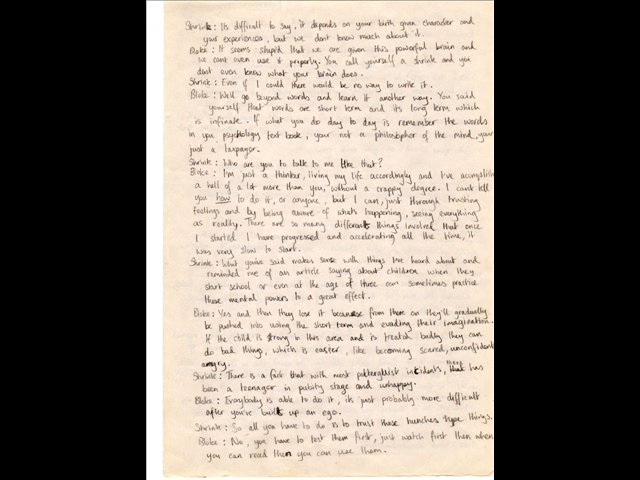 Shrink: Its difficult to say, it depends on your birth given character and
your experiences, but we dont know much about it.
Bloke: It seems stupid that we are given this powerful brain and
we cant even use it properly. You call yourself a shrink and you
dont even know what your brain does.
Shrink: Even if I could there would be no way to write it.
Bloke: We'll go beyond words and learn it another way. You said
yourself that words are short term and its long term which
is infinate. If what you do day to day is remember the words
in you psychology text book, your not a philosopher of the mind, your
just a taxpayer.
Shrink: Who are you to talk to me like that?
Bloke: I'm just a thinker, living my life accordingly and I've acomplish
a hell of a lot more than you, without a crappy degree. I cant tell
you how to do it, or anyone, but I can, just through trusting
feelings and by being aware of whats happening, seeing everything
as reality. There are so many different things involved that once
I started I have progressed and accelerating all the time, it
was very slow to start.
Shrink: What you've said makes sense with things I've heard about and
reminded me of an article saying about children when they
start school or even at the age of three can sometimes practice
these mental powers to a great effect.
Bloke: Yes and then they lose it because from then on they'll gradually
be pushed into using the short term and evading their imagination.
If the child is strong in this area and is treated badly they can
do bad things, which is easier, like becoming scared, unconfident
angry.
Shrink: There is a fact that with most poltergeist incidents, there has
been a teenager in puberty stage and unhappy.
Bloke: Everybody is able to do it, its just probably more difficult
after you've built up an ego.
Shrink: So all you have to do is to trust those hunches type things.
Bloke: No, you have to test them first, just watch first then when
you can read them you can use them.